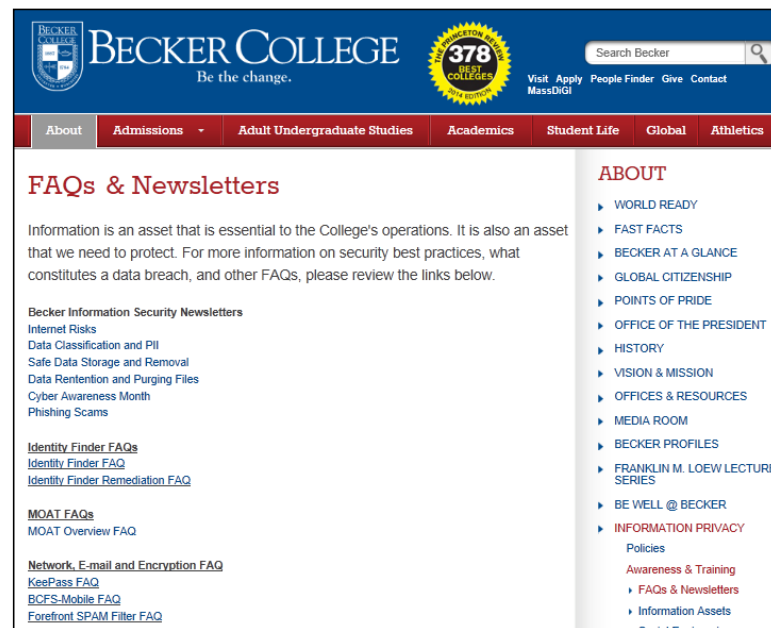 BECKER
COLLEGE
BECKER COLLEGE
Be the change.
THE PRINCETON REVIEW
378
BEST
COLLEGES
2014 EDITION
Search Becker
Visit Apply People Finder Give Contact
MassDiGI
About Admissions Adult Undergraduate Studies Academics Student Life Global Athletics
FAQs & Newsletters
Information is an asset that is essential to the College's operations. It is also an asset
that we need to protect. For more information on security best practices, what
constitutes a data breach, and other FAQs, please review the links below.
Becker Information Security Newsletters
Internet Risks
Data Classification and PII
Safe Data Storage and Removal
Data Rentention and Purging Files
Cyber Awareness Month
Phishing Scams
Identity Finder FAQs
Identity Finder FAQ
Identity Finder Remediation FAQ
MOAT FAQs
MOAT Overview FAQ
Network, E-mail and Encryption FAQ
KeePass FAQ
BCFS-Mobile FAQ
Forefront SPAM Filter FAQ
ABOUT
WORLD READY
FAST FACTS
BECKER AT A GLANCE
GLOBAL CITIZENSHIP
POINTS OF PRIDE
OFFICE OF THE PRESIDENT
HISTORY
VISION & MISSION
OFFICES & RESOURCES
MEDIA ROOM
BECKER PROFILES
FRANKLIN M. LOEW LECTURE
SERIES
BE WELL @ BECKER
INFORMATION PRIVACY
Policies
Awareness & Training
FAQs & Newsletters
Information Assets